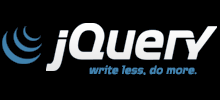 jQuery
write less, do more.